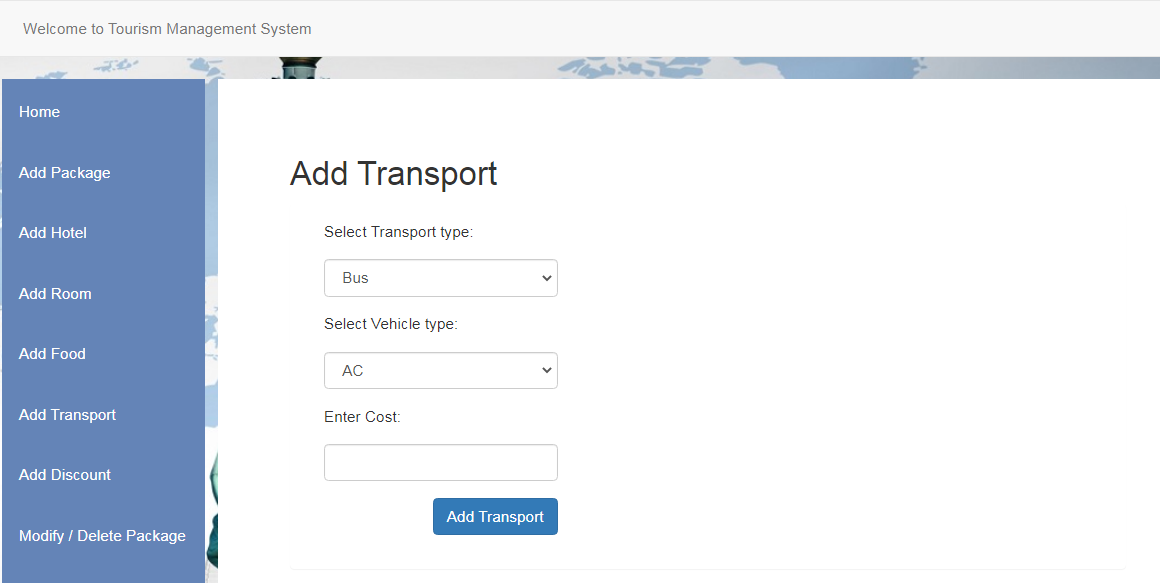 Welcome to Tourism Management System
Home
Add Package
Add Hotel
Add Room
Add Food
Add Transport
Add Discount
Modify / Delete Package
Add Transport
Select Transport type:
Bus
Select Vehicle type:
AC
Enter Cost:
Add Transport